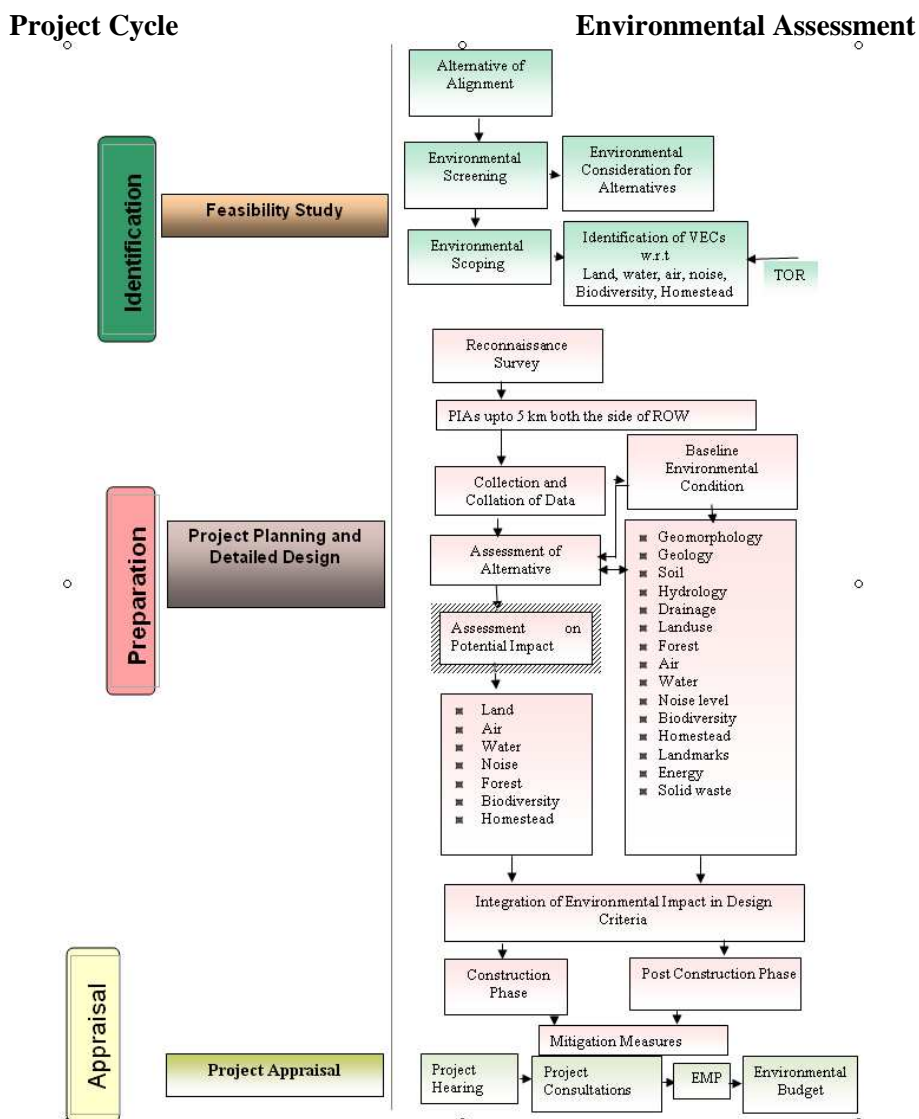 Project Cycle
Environmental Assessment
Alternative of
Alignment
Identification
Feasibility Study
Environmental
Screening
Environmental
Consideration for
Alternatives
Environmental
Scoping
Identification of VECs
w.r.t
Land, water, air, noise,
Biodiversity, Homestead
TOR
Preparation
Project Planning and
Detailed Design
Reconnaissance
Survey
PIAs upto 5 km both the side of ROW
Collection and
Collation of Data
Baseline
Environmental
Condition
Assessment of
Alternative
Assessment on
Potential Impact
Land
Air
Water
Noise
Forest
Biodiversity
Homestead
Geomorphology
Geology
Soil
Hydrology
Drainage
Landuse
Forest
Air
Water
Noise level
Biodiversity
Homestead
Landmarks
Energy
Solid waste
Integration of Environmental Impact in Design
Criteria
Construction
Phase
Post Construction Phase
Mitigation Measures
Appraisal
Project Appraisal
Project
Hearing
Project
Consultations
EMP
Environmental
Budget